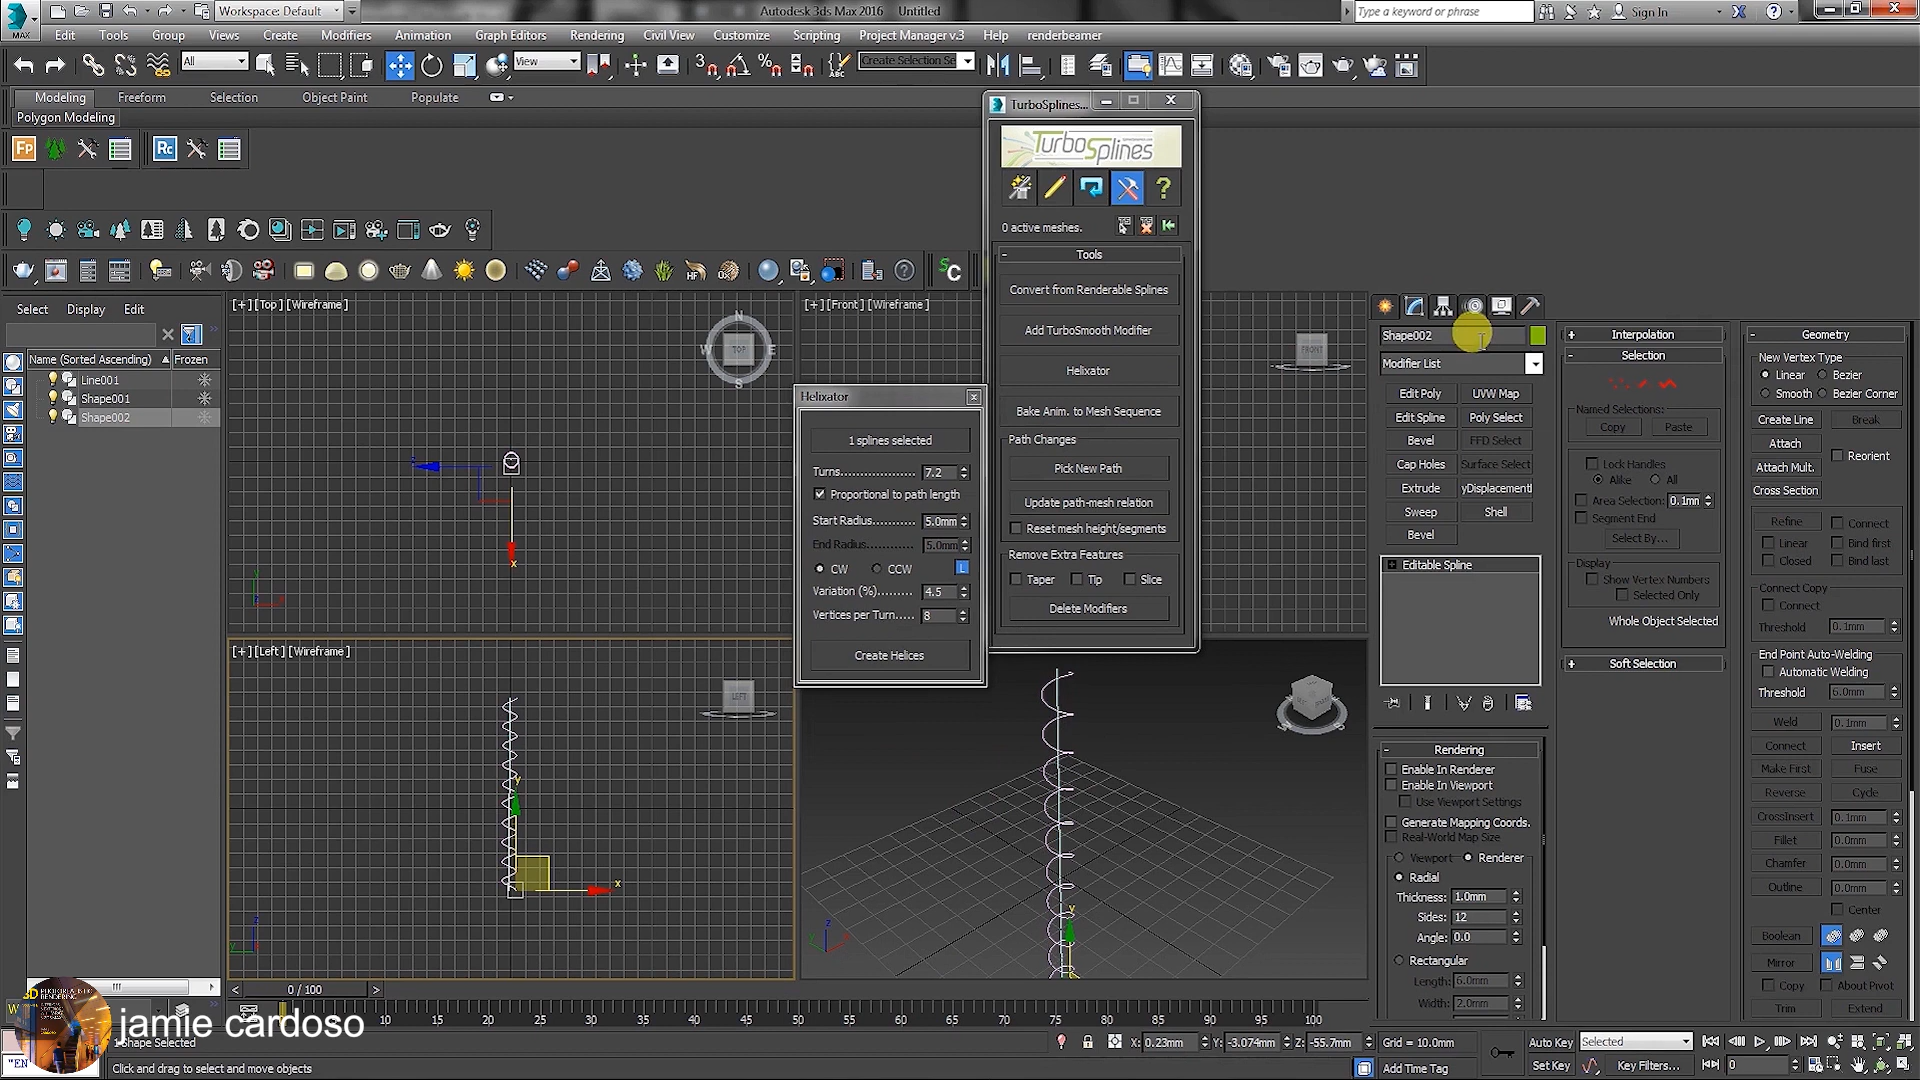 Workspace: Default
Autodesk 3ds Max 2016 Untitled
Type a keyword or phrase
Sign In
MAX
Edit Tools Group Views Create Modifiers Animation Graph Editors Rendering Civil View Customize Scripting Project Manager v.3 Help renderbeamer
All
View
Create Selection Se
Modeling Freeform Selection Object Paint Populate
Polygon Modeling
TurboSplines...
TurboSplines
0 active meshes.
Tools
Convert from Renderable Splines
Add TurboSmooth Modifier
Helixator
Bake Anim. to Mesh Sequence
Path Changes
Pick New Path
Update path-mesh relation
Reset mesh height/segments
Remove Extra Features
Taper Tip Slice
Delete Modifiers
Select Display Edit
Name (Sorted Ascending) Frozen
Line001
Shape001
Shape002
[+][Top][Wireframe]
TOP
N
W
E
S
[+][Front][Wireframe]
FRONT
[+][Left][Wireframe]
LEFT
Helixator
1 splines selected
Turns 7.2
Proportional to path length
Start Radius 5.0mm
End Radius 5.0mm
CW CCW L
Variation (%) 4.5
Vertices per Turn 8
Create Helices
Shape002
Modifier List
Edit Poly UVW Map
Edit Spline Poly Select
Bevel FFD Select
Cap Holes Surface Select
Extrude yDisplacement
Sweep Shell
Bevel
Editable Spline
Rendering
Enable In Renderer
Enable In Viewport
Use Viewport Settings
Generate Mapping Coords.
Real-World Map Size
Viewport Renderer
Radial
Thickness: 1.0mm
Sides: 12
Angle: 0.0
Rectangular
Length: 6.0mm
Width: 2.0mm
Interpolation
Selection
Named Selections:
Copy Paste
Lock Handles
Alike All
Area Selection: 0.1mm
Segment End
Select By...
Display
Show Vertex Numbers
Selected Only
Whole Object Selected
Soft Selection
Geometry
New Vertex Type
Linear Bezier
Smooth Bezier Corner
Create Line Break
Attach
Reorient
Attach Mult.
Cross Section
Refine Connect
Linear Bind first
Closed Bind last
Connect Copy
Connect
Threshold 0.1mm
End Point Auto-Welding
Automatic Welding
Threshold 6.0mm
Weld 0.1mm
Connect Insert
Make First Fuse
Reverse Cycle
CrossInsert 0.1mm
Fillet 0.0mm
Chamfer 0.0mm
Outline 0.0mm
Center
Boolean
Mirror
Copy About Pivot
Trim Extend
0 / 100
10 15 20 25 30 35 40 45 50 55 60 65 70 75 80 85 90 95 100
jamie cardoso
1 Shape Selected
Click and drag to select and move objects
X: 0.23mm Y: -3.074mm Z: -55.7mm Grid = 10.0mm
Add Time Tag
Auto Key Selected
Set Key Key Filters...
0